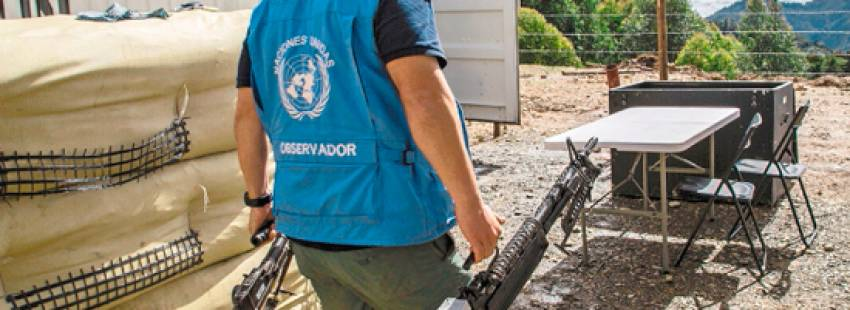 NACIONES UNIDAS
OBSERVADOR